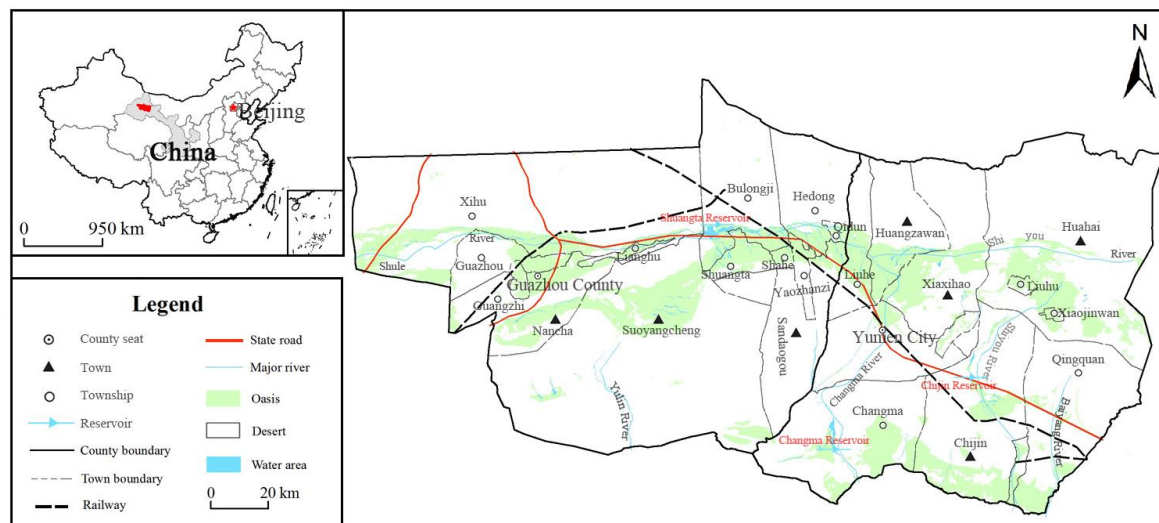 Beijing
China
0 950 km
Legend
County seat
Town
Township
Reservoir
County boundary
Town boundary
Railway
State road
Major river
Oasis
Desert
Water area
0 20 km
N
Bulongji
Hedong
Xihu
Shuangta Reservoir
Qidun
Huangzawan
Huahai
River
Shi you
River
Shule
Guazhou
Lianghu
Shuangta
Shahe
Liuhe
Guazhou County
Yaozhanzi
Xiaxihao
Liuhu
Guangzhi
Xiaojinwan
Nancha
Suoyangcheng
Sandaogou
Yumen City
Shiyou River
Qingquan
Changma River
Chijin Reservoir
Yulin River
Changma
Baiyang River
Changma Reservoir
Chijin